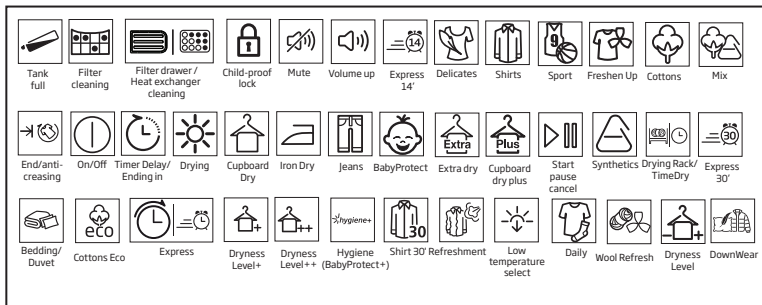 14
9
Tank
full
Filter
cleaning
Filter drawer /
Heat exchanger
cleaning
Child-proof
lock
Mute
Volume up
Express
14'
Delicates
Shirts
Sport
Freshen Up
Cottons
Mix
Extra
Plus
30
End/anti-
creasing
On/Off
Timer Delay/
Ending in
Drying
Cupboard
Dry
Iron Dry
Jeans
BabyProtect
Extra dry
Cupboard
dry plus
Start
pause
cancel
Synthetics
Drying Rack/
TimeDry
Express
30'
eco
+
++
hygiene+
30
- +
Bedding/
Duvet
Cottons Eco
Express
Dryness
Level+
Dryness
Level++
Hygiene
(BabyProtect+)
Shirt 30'
Refreshment
Low
temperature
select
Daily
Wool Refresh
Dryness
Level
DownWear